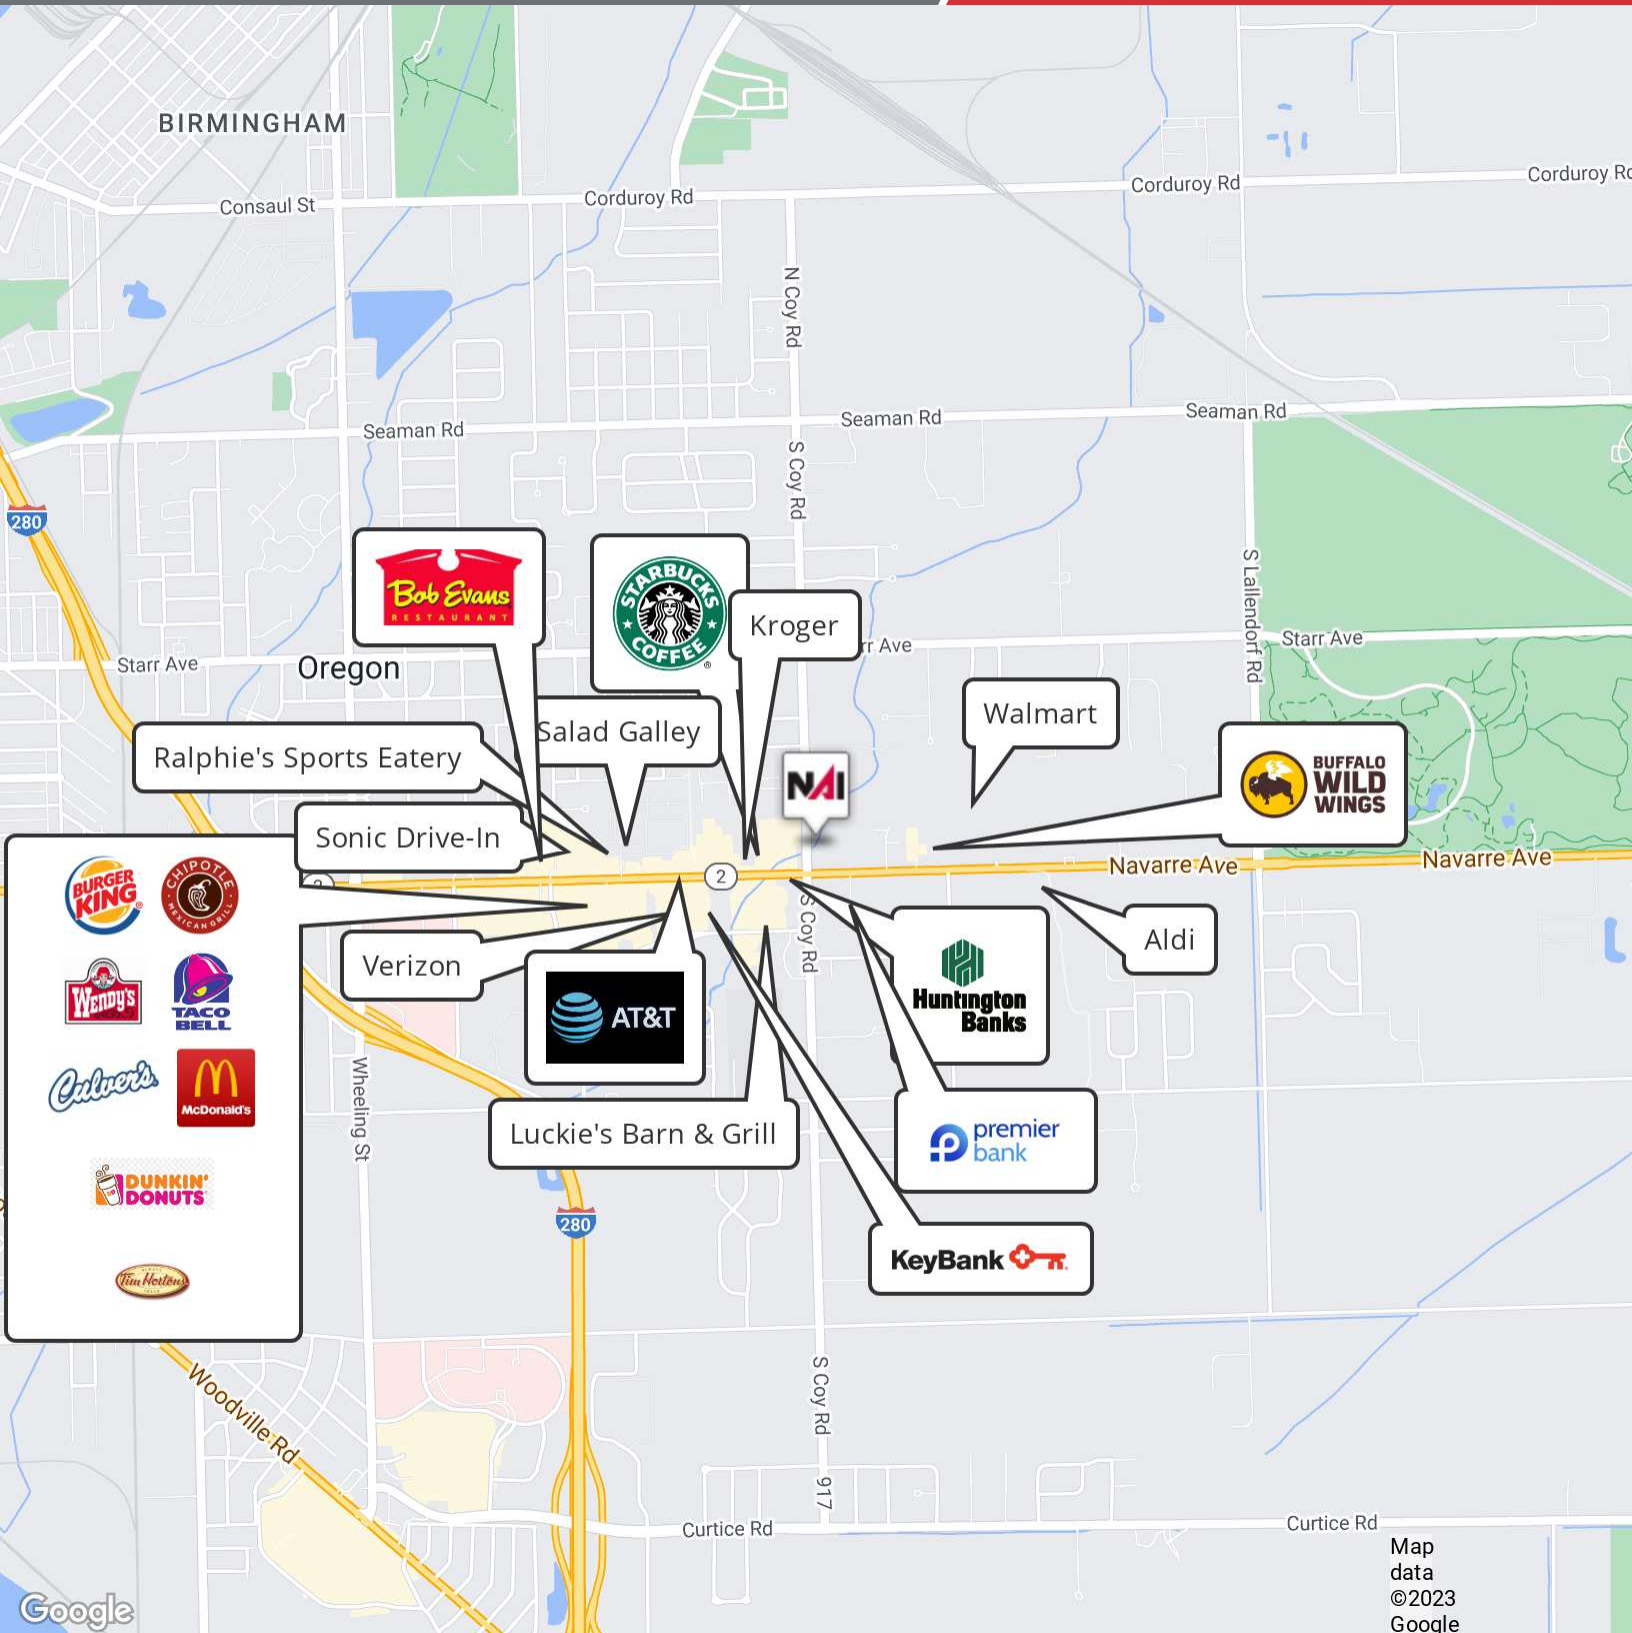 BIRMINGHAM
Consaul St
Corduroy Rd
Corduroy Rd
Corduroy Rd
N Coy Rd
Seaman Rd
Seaman Rd
Seaman Rd
S Coy Rd
280
S Lallendorf Rd
Bob Evans
RESTAURANT
STARBUCKS
COFFEE
®
Kroger
Starr Ave
Oregon
rr Ave
Starr Ave
Salad Galley
Walmart
Ralphie's Sports Eatery
NAI
BUFFALO
WILD
WINGS
Sonic Drive-In
2
Navarre Ave
Navarre Ave
BURGER
KING
®
CHIPOTLE
MEXICAN GRILL
S Coy Rd
Verizon
Aldi
WENDY'S
TACO
BELL
AT&T
Huntington
Banks
Culver's
McDonald's
Wheeling St
Luckie's Barn & Grill
premier
bank
DUNKIN'
DONUTS
280
KeyBank
Tim Hortons
Woodville Rd
S Coy Rd
917
Curtice Rd
Curtice Rd
Map
data
©2023
Google
Google